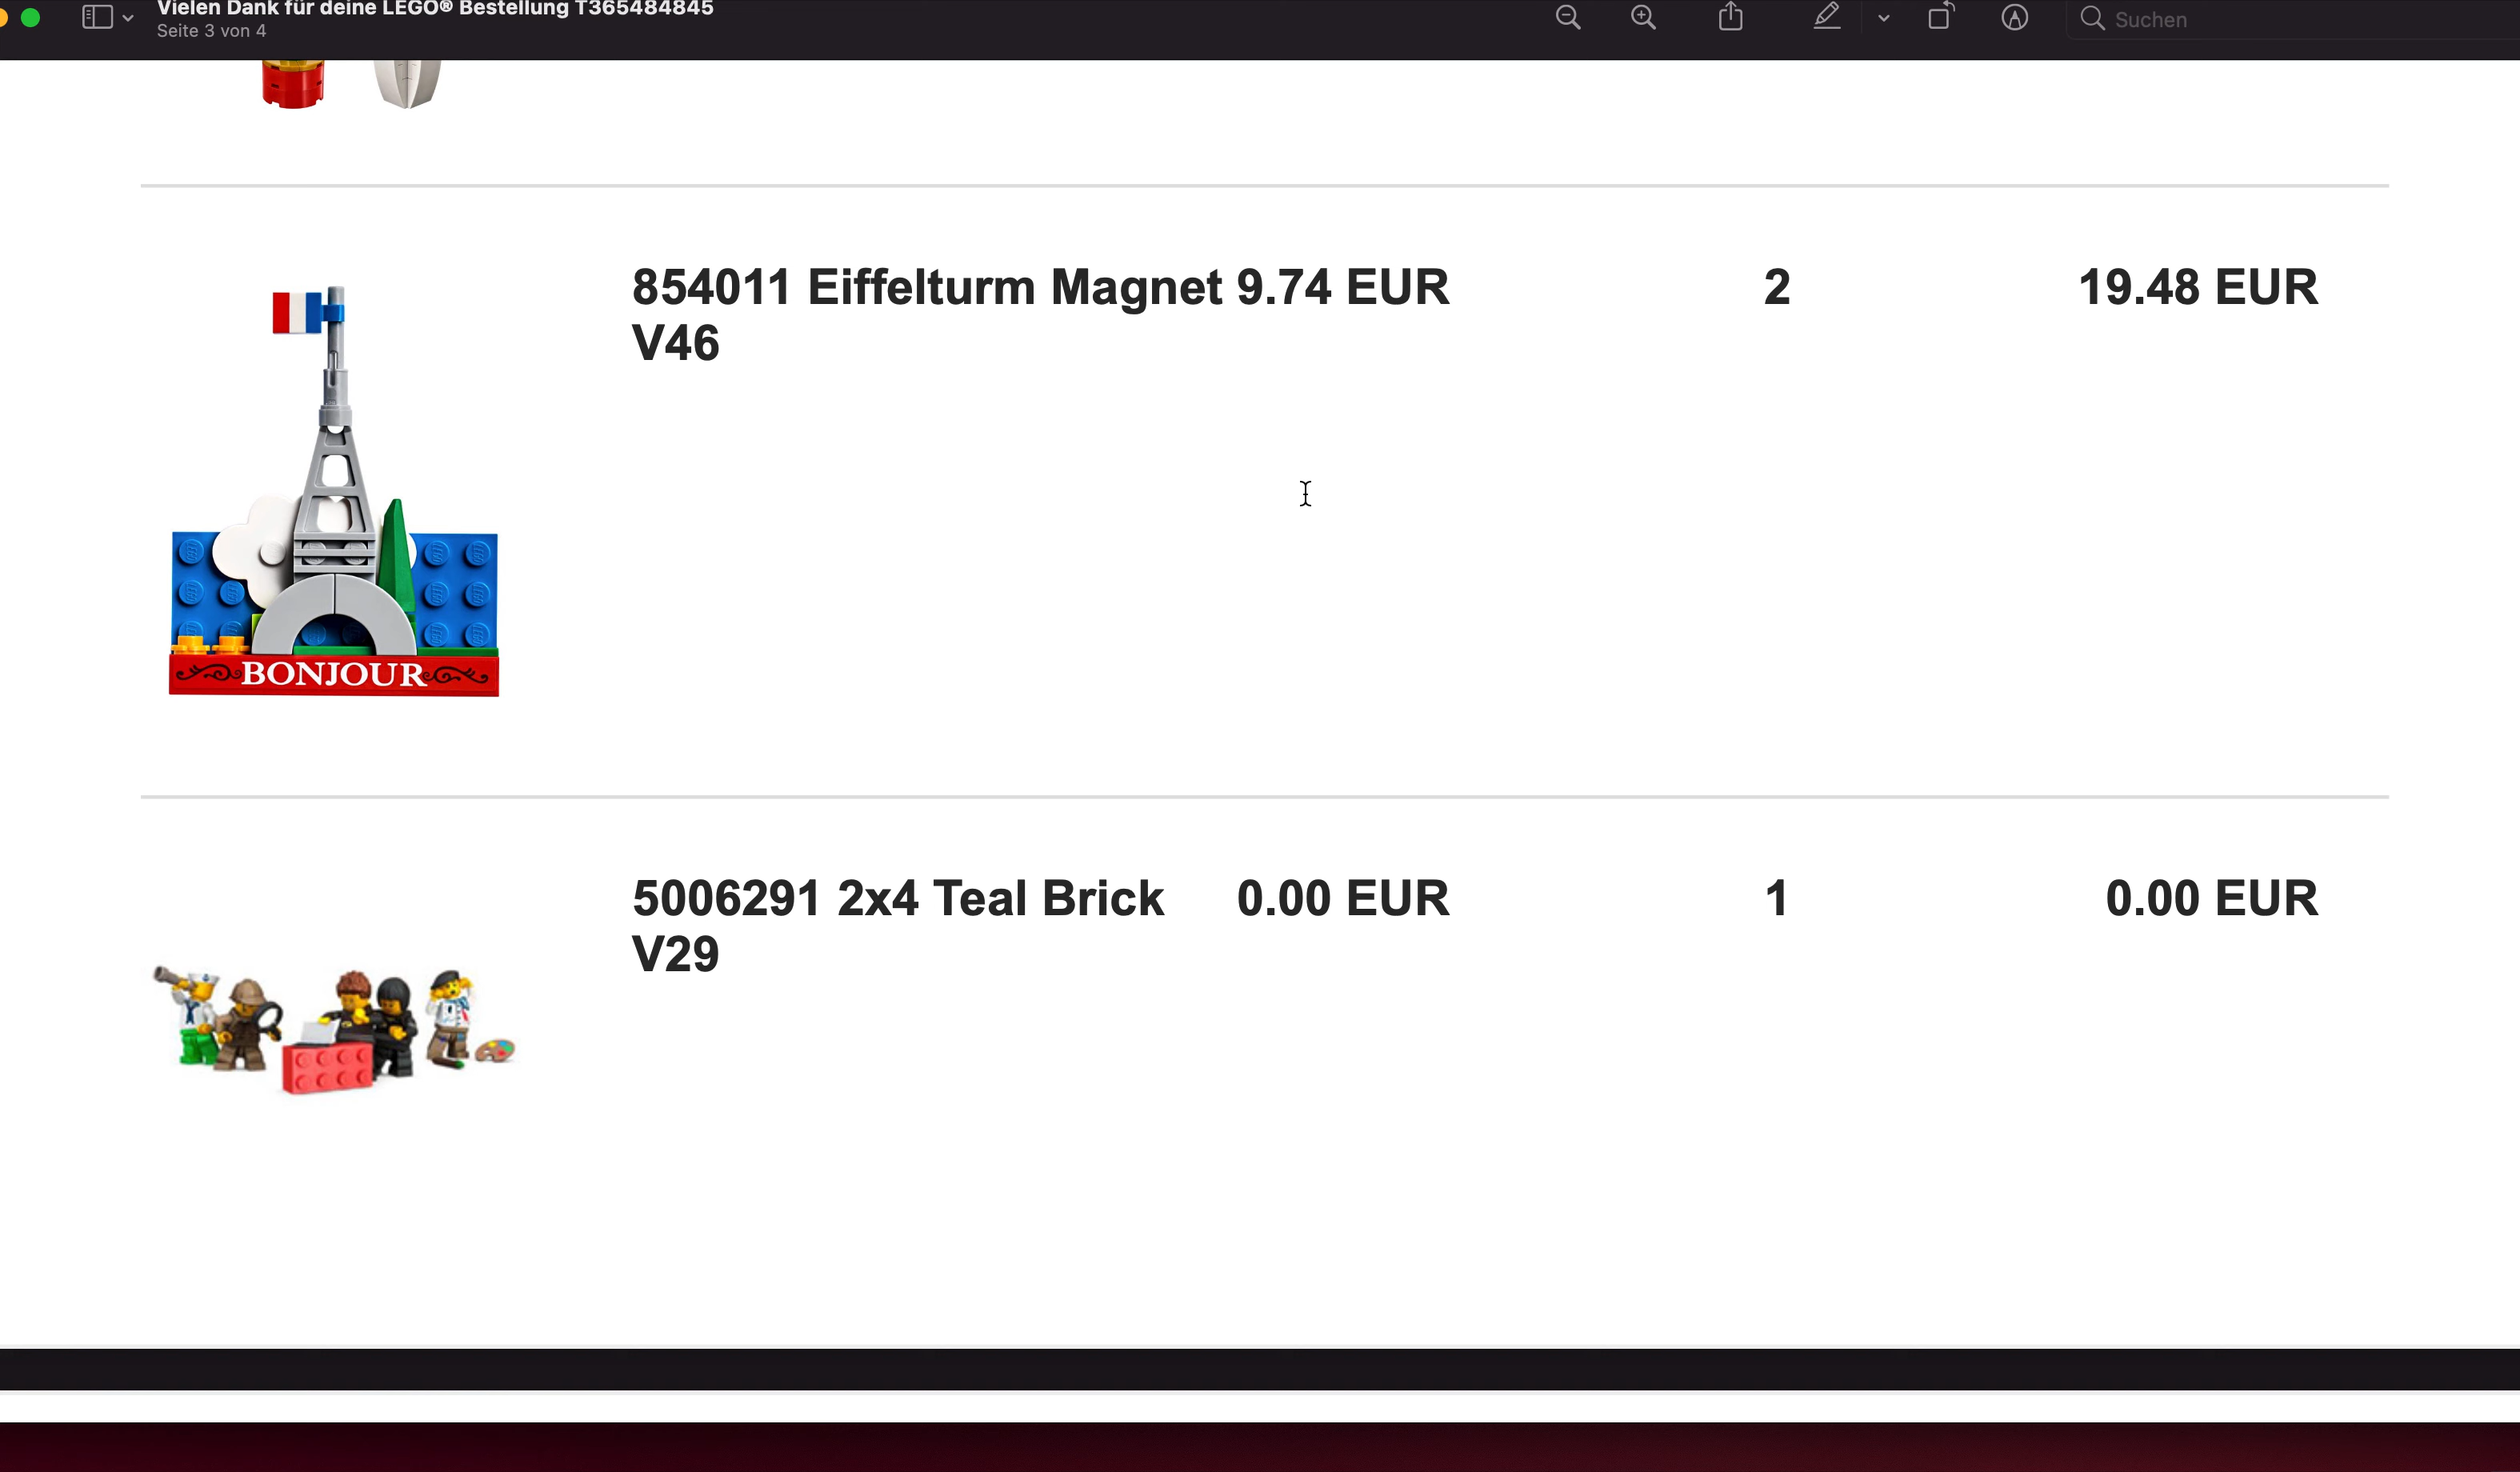 Vielen Dank für deine LEGO® Bestellung T365484845
Seite 3 von 4
Suchen
854011 Eiffelturm Magnet 9.74 EUR 2 19.48 EUR
V46
BONJOUR
5006291 2x4 Teal Brick 0.00 EUR 1 0.00 EUR
V29